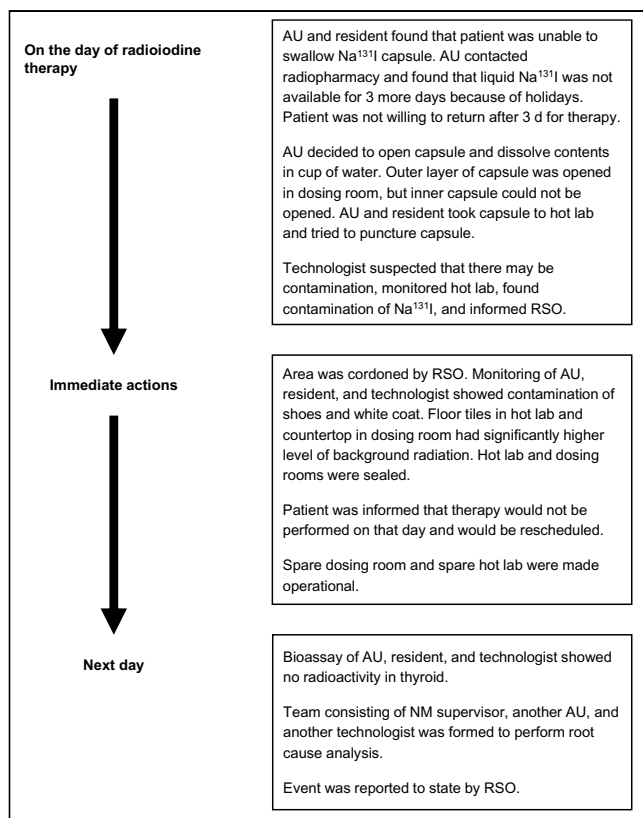 On the day of radioiodine
therapy
AU and resident found that patient was unable to
swallow Na¹³¹I capsule. AU contacted
radiopharmacy and found that liquid Na¹³¹I was not
available for 3 more days because of holidays.
Patient was not willing to return after 3 d for therapy.
AU decided to open capsule and dissolve contents
in cup of water. Outer layer of capsule was opened
in dosing room, but inner capsule could not be
opened. AU and resident took capsule to hot lab
and tried to puncture capsule.
Technologist suspected that there may be
contamination, monitored hot lab, found
contamination of Na¹³¹I, and informed RSO.
Immediate actions
Area was cordoned by RSO. Monitoring of AU,
resident, and technologist showed contamination of
shoes and white coat. Floor tiles in hot lab and
countertop in dosing room had significantly higher
level of background radiation. Hot lab and dosing
rooms were sealed.
Patient was informed that therapy would not be
performed on that day and would be rescheduled.
Spare dosing room and spare hot lab were made
operational.
Next day
Bioassay of AU, resident, and technologist showed
no radioactivity in thyroid.
Team consisting of NM supervisor, another AU, and
another technologist was formed to perform root
cause analysis.
Event was reported to state by RSO.